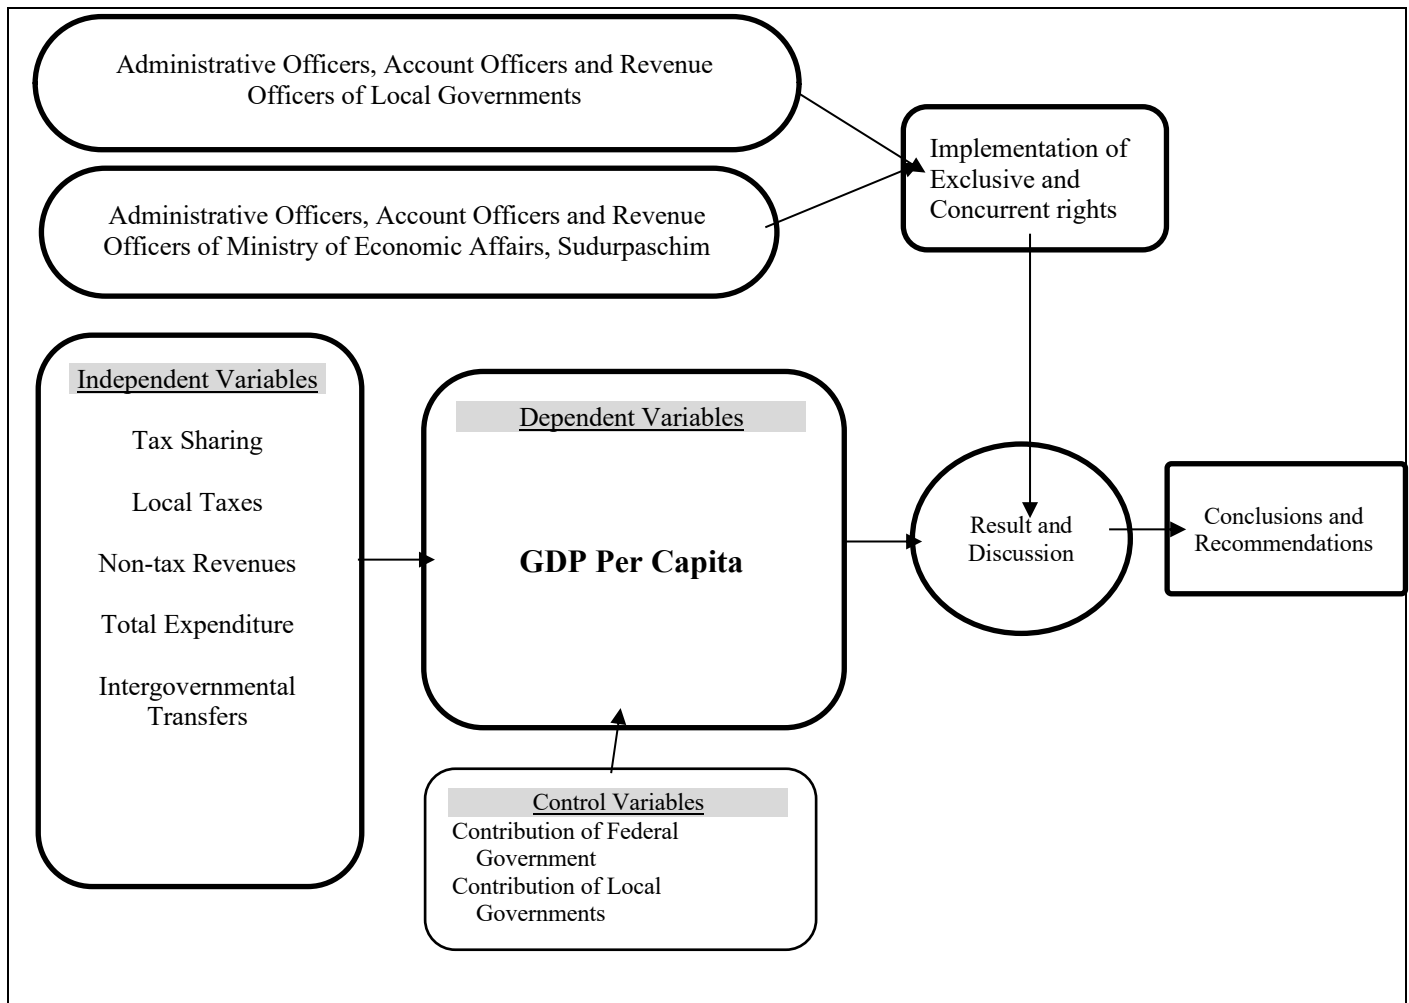 Administrative Officers, Account Officers and Revenue
Officers of Local Governments
Implementation of
Exclusive and
Concurrent rights
Administrative Officers, Account Officers and Revenue
Officers of Ministry of Economic Affairs, Sudurpaschim
Independent Variables
Tax Sharing
Local Taxes
Non-tax Revenues
Total Expenditure
Intergovernmental
Transfers
Dependent Variables
GDP Per Capita
Control Variables
Contribution of Federal
Government
Contribution of Local
Governments
Result and
Discussion
Conclusions and
Recommendations